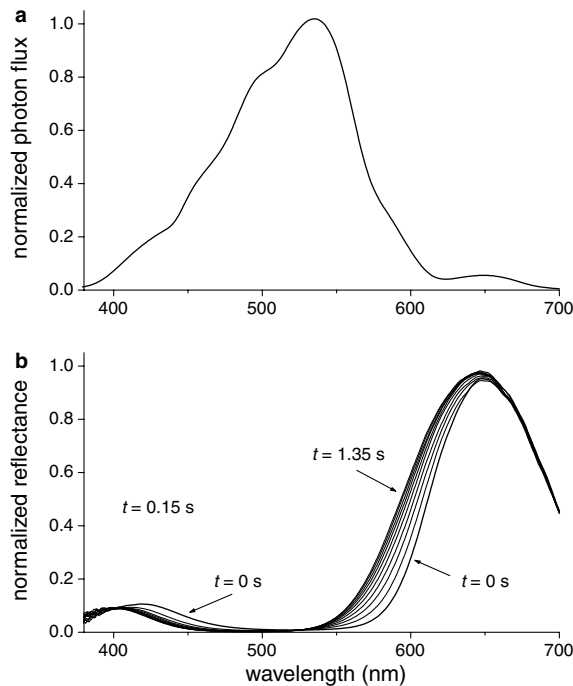 a
normalized photon flux
1.0
0.8
0.6
0.4
0.2
0.0
400
500
600
700
b
normalized reflectance
1.0
0.8
0.6
0.4
0.2
0.0
t = 1.35 s
t = 0.15 s
t = 0 s
t = 0 s
400
500
600
700
wavelength (nm)